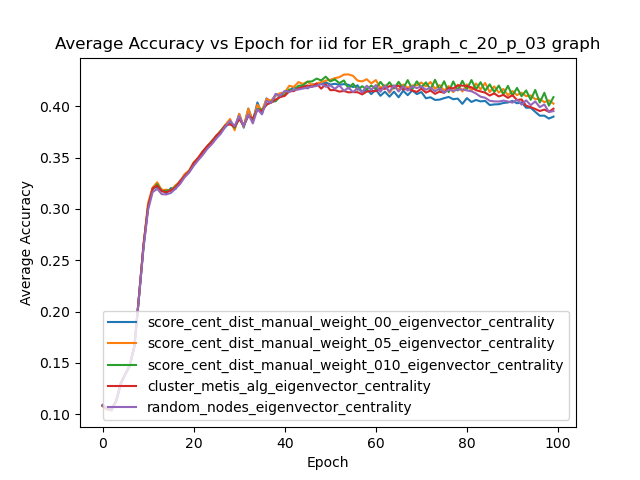 Average Accuracy vs Epoch for iid for ER_graph_c_20_p_03 graph
Average Accuracy
0.40
0.35
0.30
0.25
0.20
0.15
0.10
score_cent_dist_manual_weight_00_eigenvector_centrality
score_cent_dist_manual_weight_05_eigenvector_centrality
score_cent_dist_manual_weight_010_eigenvector_centrality
cluster_metis_alg_eigenvector_centrality
random_nodes_eigenvector_centrality
0 20 40 60 80 100
Epoch